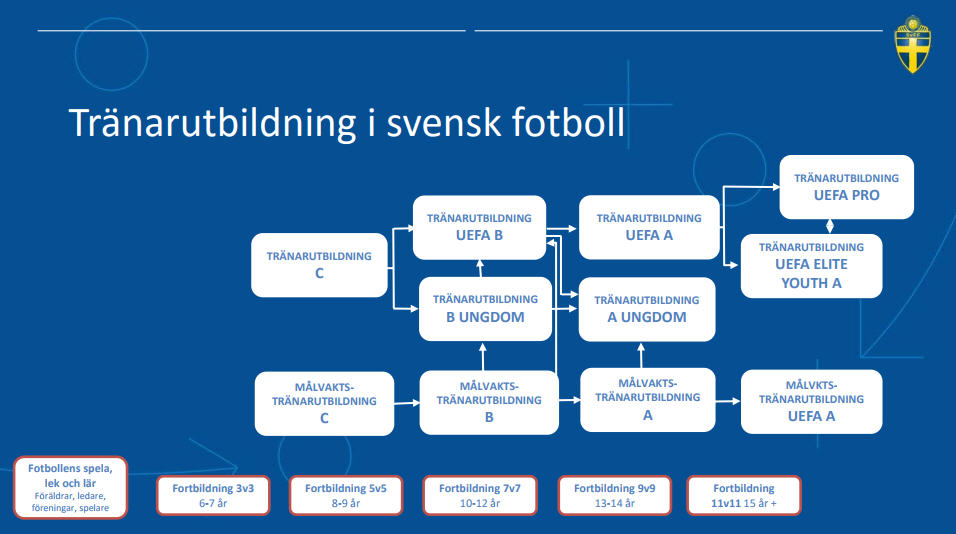 Tränarutbildning i svensk fotboll
TRÄNARUTBILDNING
UEFA PRO
TRÄNARUTBILDNING
UEFA B
TRÄNARUTBILDNING
UEFA A
TRÄNARUTBILDNING
C
TRÄNARUTBILDNING
UEFA ELITE
YOUTH A
TRÄNARUTBILDNING
B UNGDOM
TRÄNARUTBILDNING
A UNGDOM
MÅLVAKTS-
TRÄNARUTBILDNING
C
MÅLVAKTS-
TRÄNARUTBILDNING
B
MÅLVAKTS-
TRÄNARUTBILDNING
A
MÅLVKTS-
TRÄNARUTBILDNING
UEFA A
Fotbollens spela,
lek och lär
Föräldrar, ledare,
föreningar, spelare
Fortbildning 3v3
6-7 år
Fortbildning 5v5
8-9 år
Fortbildning 7v7
10-12 år
Fortbildning 9v9
13-14 år
Fortbildning
11v11 15 år +